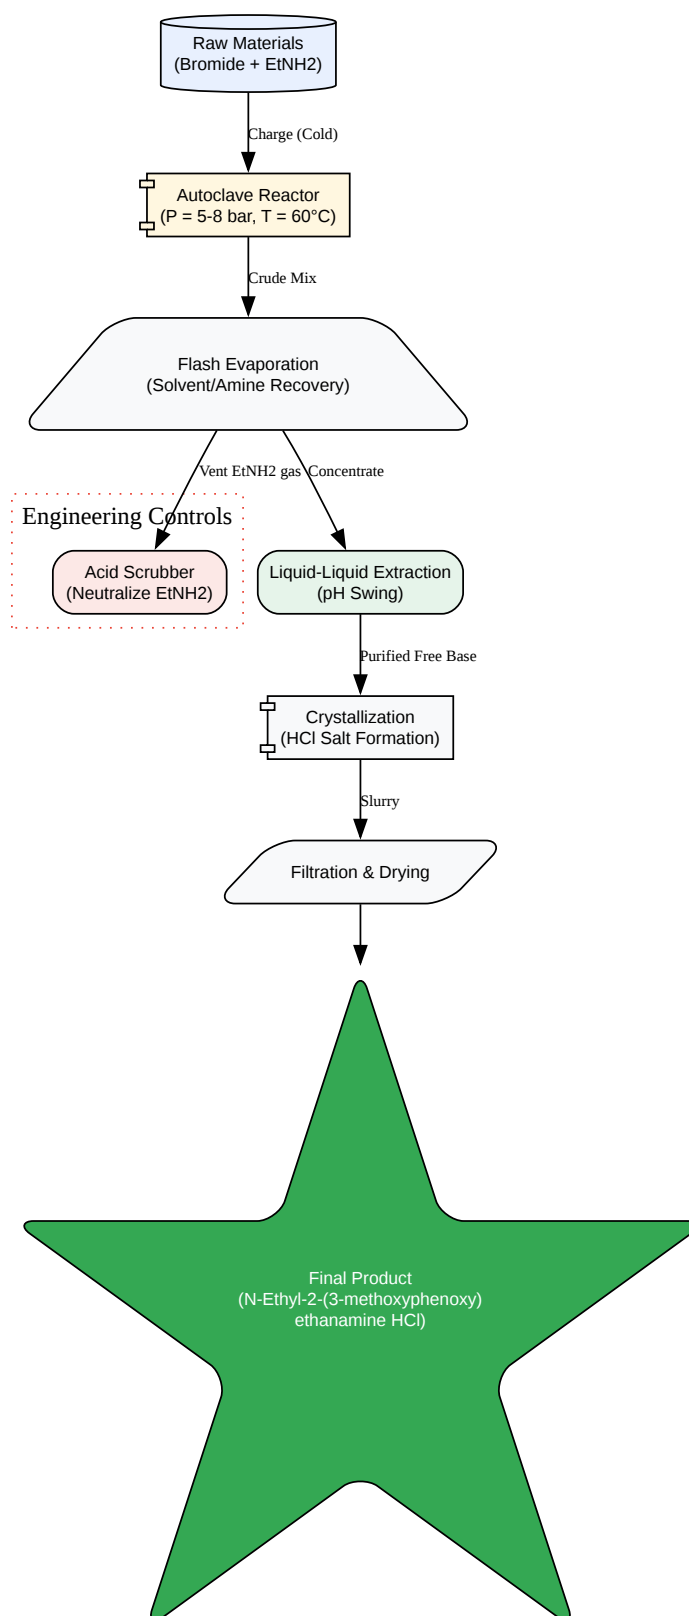 Raw Materials
(Bromide + EtNH2)
Charge (Cold)
Autoclave Reactor
(P = 5-8 bar, T = 60°C)
Crude Mix
Flash Evaporation
(Solvent/Amine Recovery)
Vent EtNH2 gas
Concentrate
Engineering Controls
Acid Scrubber
(Neutralize EtNH2)
Liquid-Liquid Extraction
(pH Swing)
Purified Free Base
Crystallization
(HCl Salt Formation)
Slurry
Filtration & Drying
Final Product
(N-Ethyl-2-(3-methoxyphenoxy)
ethanamine HCl)